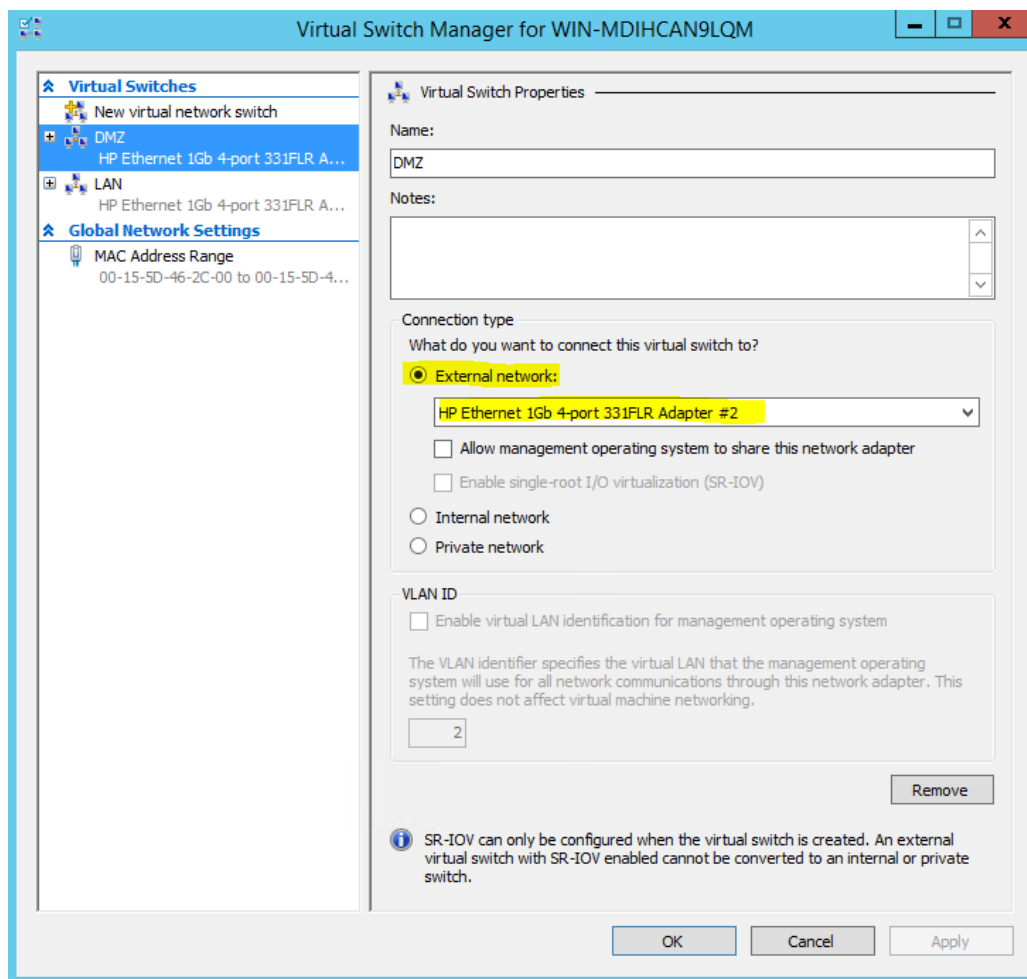 Virtual Switch Manager for WIN-MDIHCAN9LQM
Virtual Switches
New virtual network switch
DMZ
HP Ethernet 1Gb 4-port 331FLR A...
LAN
HP Ethernet 1Gb 4-port 331FLR A...
Global Network Settings
MAC Address Range
00-15-5D-46-2C-00 to 00-15-5D-4...
Virtual Switch Properties
Name:
DMZ
Notes:
Connection type
What do you want to connect this virtual switch to?
External network:
HP Ethernet 1Gb 4-port 331FLR Adapter #2
Allow management operating system to share this network adapter
Enable single-root I/O virtualization (SR-IOV)
Internal network
Private network
VLAN ID
Enable virtual LAN identification for management operating system
The VLAN identifier specifies the virtual LAN that the management operating
system will use for all network communications through this network adapter. This
setting does not affect virtual machine networking.
2
Remove
SR-IOV can only be configured when the virtual switch is created. An external
virtual switch with SR-IOV enabled cannot be converted to an internal or private
switch.
OK
Cancel
Apply